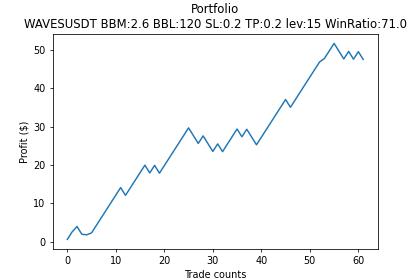 Portfolio
WAVESUSDT BBM:2.6 BBL:120 SL:0.2 TP:0.2 lev:15 WinRatio:71.0
50
40
30
20
10
0
Profit ($)
0 10 20 30 40 50 60
Trade counts